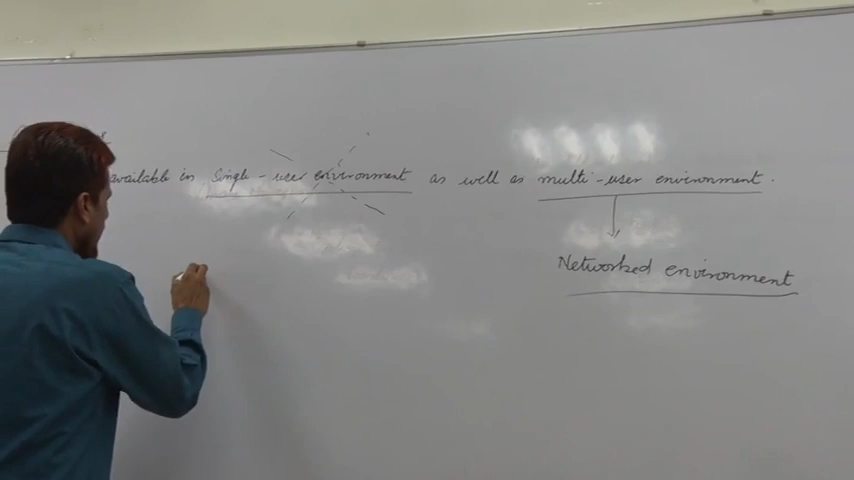 available in Single-user environment as well as multi-user environment.
Networked environment